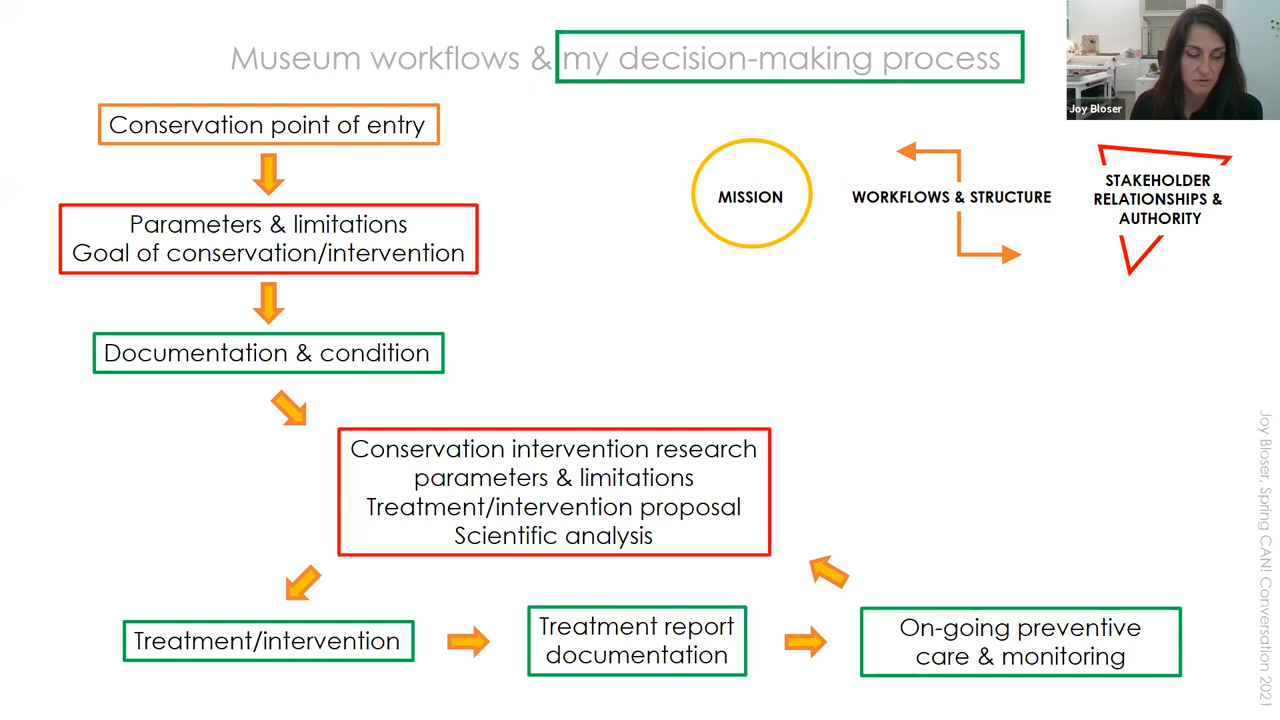 Museum workflows & my decision-making process
Joy Bloser
Conservation point of entry
Parameters & limitations
Goal of conservation/intervention
Documentation & condition
Conservation intervention research
parameters & limitations
Treatment/intervention proposal
Scientific analysis
Treatment/intervention
Treatment report
documentation
On-going preventive
care & monitoring
MISSION
WORKFLOWS & STRUCTURE
STAKEHOLDER
RELATIONSHIPS &
AUTHORITY
Joy Bloser, Spring CAN! Conversation 2021